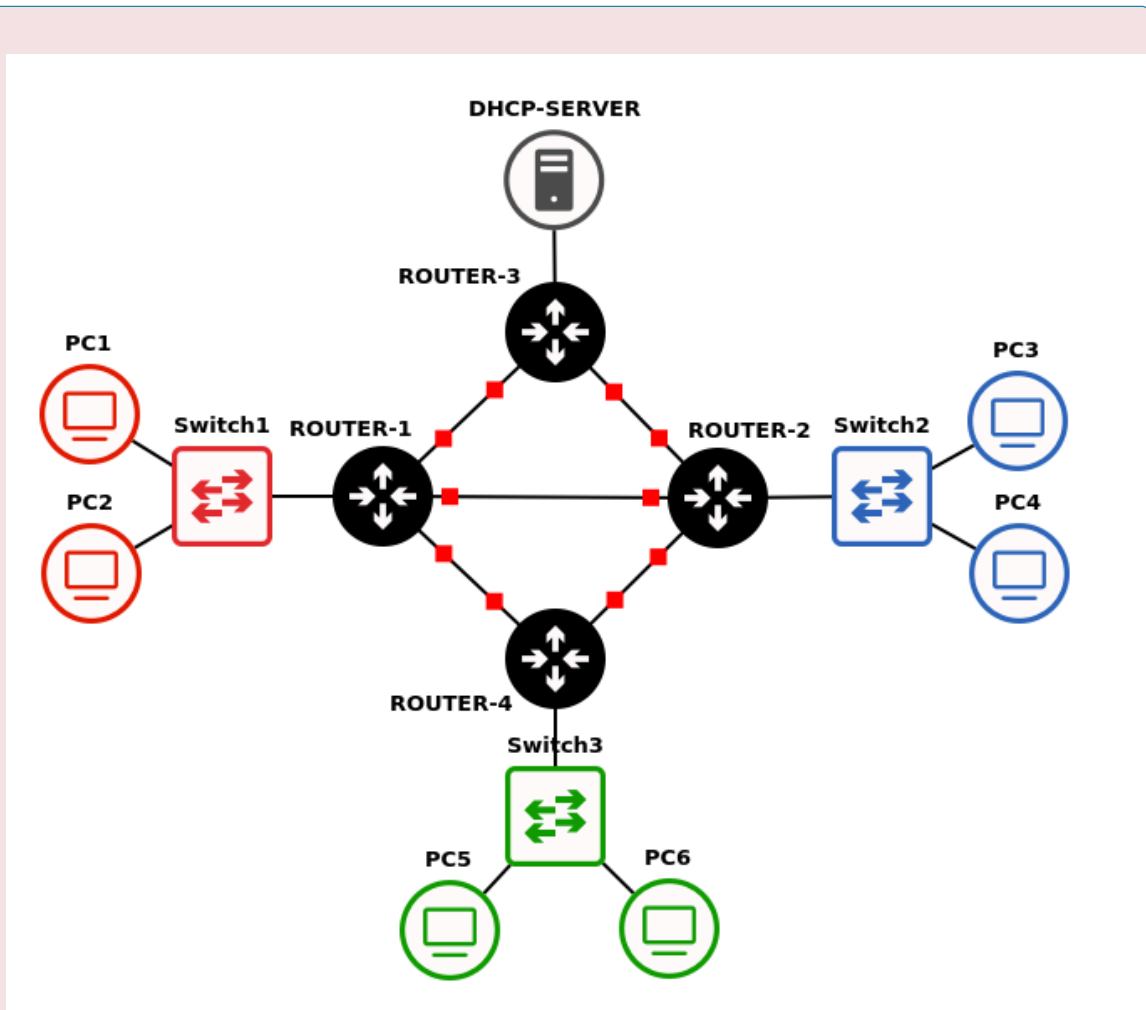 DHCP-SERVER
ROUTER-3
PC1
PC3
Switch1
ROUTER-1
ROUTER-2
Switch2
PC2
PC4
ROUTER-4
Switch3
PC5
PC6